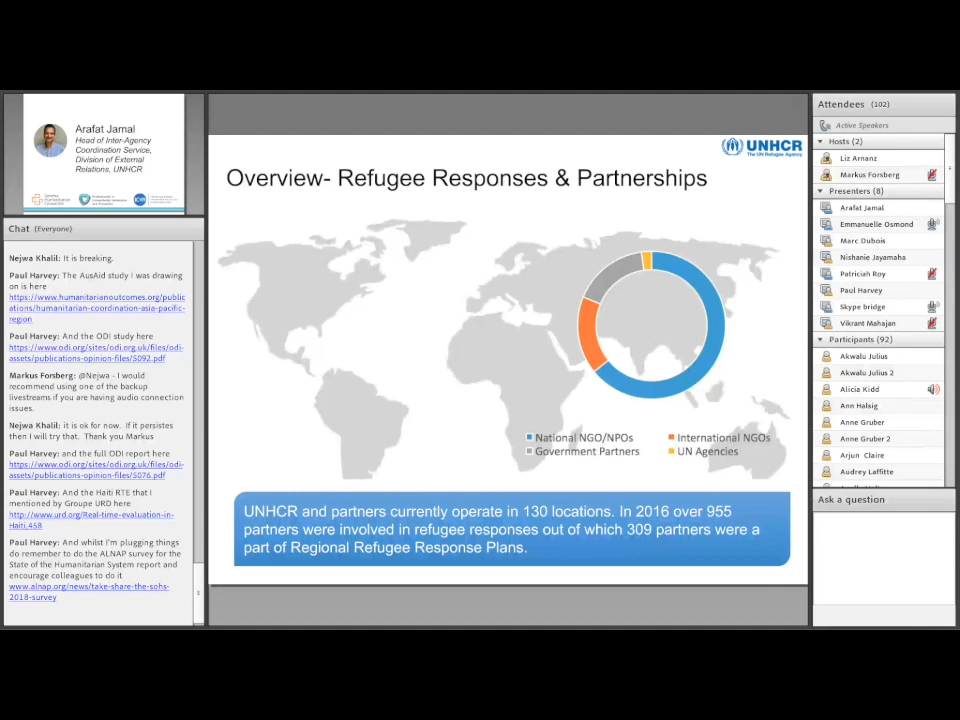 Arafat Jamal
Head of Inter-Agency
Coordination Service,
Division of External
Relations, UNHCR
Chat (Everyone)
Nejwa Khalil: It is breaking.
Paul Harvey: The AusAid study I was drawing
on is here
https://www.humanitarianoutcomes.org/public
ations/humanitarian-coordination-asia-pacific-
region
Paul Harvey: And the ODI study here
https://www.odi.org/sites/odi.org.uk/files/odi-
assets/publications-opinion-files/5092.pdf
Markus Forsberg: @Nejwa - I would
recommend using one of the backup
livestreams if you are having audio connection
issues.
Nejwa Khalil: it is ok for now. If it persistes
then I will try that. Thank you Markus
Paul Harvey: and the full ODI report here
https://www.odi.org/sites/odi.org.uk/files/odi-
assets/publications-opinion-files/5076.pdf
Paul Harvey: And the Haiti RTE that I
mentioned by Groupe URD here
http://www.urd.org/Real-time-evaluation-in-
Haiti,458
Paul Harvey: And whilst I'm plugging things
do remember to do the ALNAP survey for the
State of the Humanitarian System report and
encourage colleagues to do it
www.alnap.org/news/take-share-the-sohs-
2018-survey
UNHCR
The UN Refugee Agency
Overview- Refugee Responses & Partnerships
National NGO/NPOs
International NGOs
Government Partners
UN Agencies
UNHCR and partners currently operate in 130 locations. In 2016 over 955
partners were involved in refugee responses out of which 309 partners were a
part of Regional Refugee Response Plans.
Attendees (102)
Active Speakers
Hosts (2)
Liz Arnanz
Markus Forsberg
Presenters (8)
Arafat Jamal
Emmanuelle Osmond
Marc Dubois
Nishanie Jayamaha
Patriciah Roy
Paul Harvey
Skype bridge
Vikrant Mahajan
Participants (92)
Akwalu Julius
Akwalu Julius 2
Alicia Kidd
Ann Halsig
Anne Gruber
Anne Gruber 2
Arjun Claire
Audrey Laffitte
Ask a question